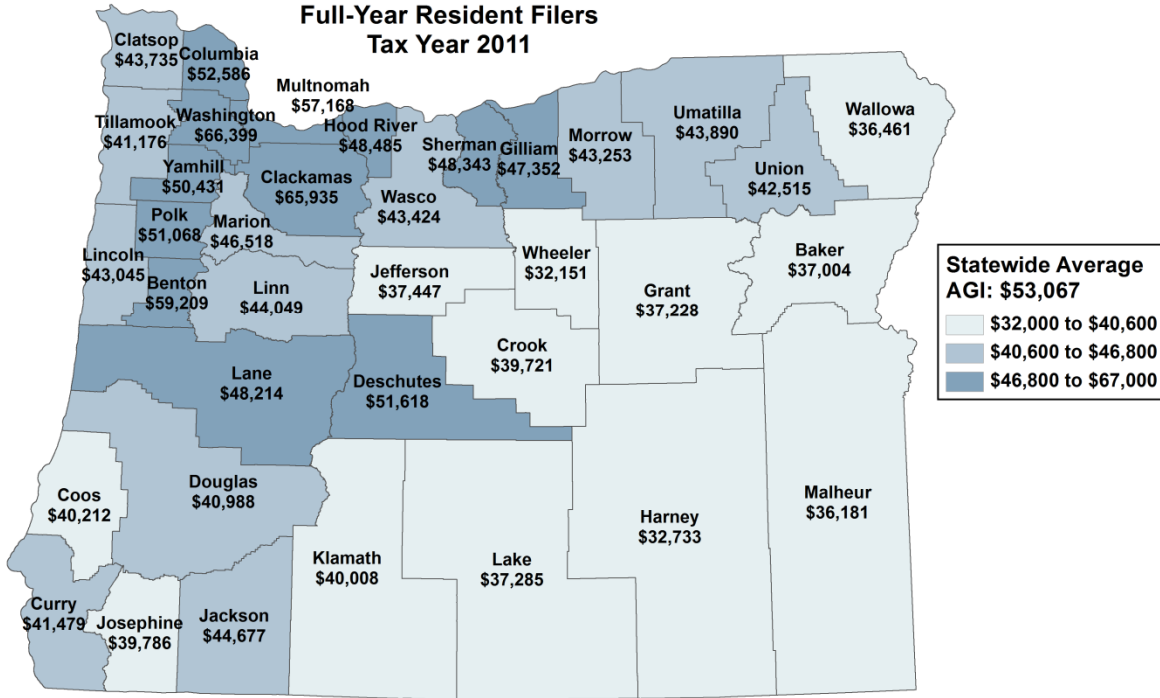 Full-Year Resident Filers
Tax Year 2011
Clatsop
$43,735
Columbia
$52,586
Multnomah
$57,168
Tillamook
$41,176
Washington
$66,399
Hood River
$48,485
Sherman
$48,343
Gilliam
$47,352
Morrow
$43,253
Umatilla
$43,890
Wallowa
$36,461
Union
$42,515
Yamhill
$50,431
Clackamas
$65,935
Wasco
$43,424
Polk
$51,068
Marion
$46,518
Lincoln
$43,045
Benton
$59,209
Linn
$44,049
Jefferson
$37,447
Wheeler
$32,151
Grant
$37,228
Baker
$37,004
Statewide Average
AGI: $53,067
$32,000 to $40,600
$40,600 to $46,800
$46,800 to $67,000
Crook
$39,721
Lane
$48,214
Deschutes
$51,618
Coos
$40,212
Douglas
$40,988
Malheur
$36,181
Harney
$32,733
Klamath
$40,008
Lake
$37,285
Curry
$41,479
Josephine
$39,786
Jackson
$44,677